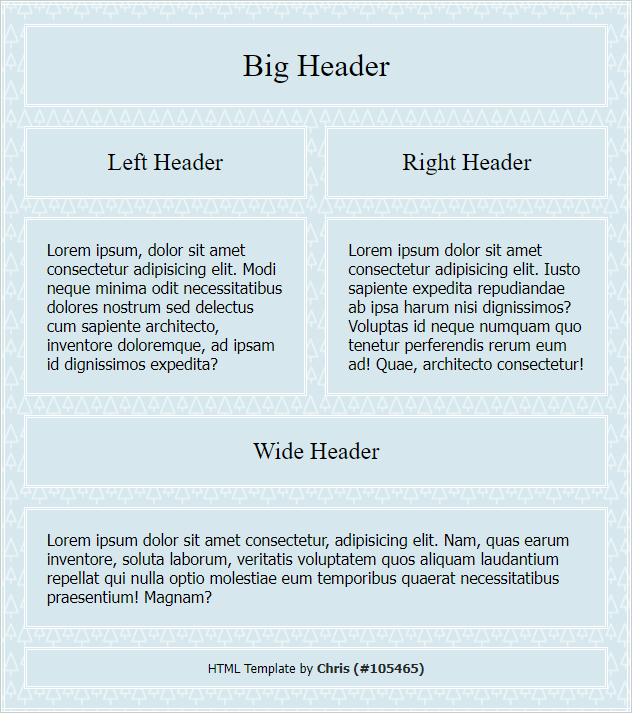 Big Header
Left Header
Right Header
Lorem ipsum, dolor sit amet
consectetur adipisicing elit. Modi
neque minima odit necessitatibus
dolores nostrum sed delectus
cum sapiente architecto,
inventore doloremque, ad ipsam
id dignissimos expedita?
Lorem ipsum dolor sit amet
consectetur adipisicing elit. Iusto
sapiente expedita repudiandae
ab ipsa harum nisi dignissimos?
Voluptas id neque numquam quo
tenetur perferendis rerum eum
ad! Quae, architecto consectetur!
Wide Header
Lorem ipsum dolor sit amet consectetur, adipisicing elit. Nam, quas earum
inventore, soluta laborum, veritatis voluptatem quos aliquam laudantium
repellat qui nulla optio molestiae eum temporibus quaerat necessitatibus
praesentium! Magnam?
HTML Template by Chris (#105465)